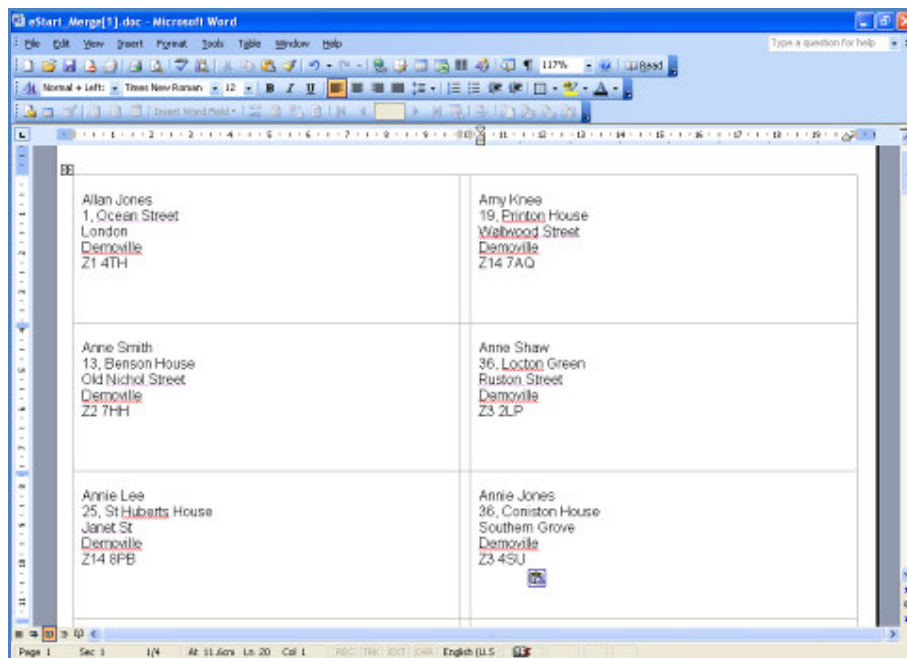 eStart_Merge[1].doc - Microsoft Word
File Edit View Insert Format Tools Table Window Help
Type a question for help
117%
Read
Normal + Left: Times New Roman 12 B I U
Insert Word Field
Allan Jones
1, Ocean Street
London
Demoville
Z1 4TH
Amy Knee
19, Printon House
Wallwood Street
Demoville
Z14 7AQ
Anne Smith
13, Benson House
Old Nichol Street
Demoville
Z2 7HH
Anne Shaw
36, Locton Green
Ruston Street
Demoville
Z3 2LP
Annie Lee
25, St Huberts House
Janet St
Demoville
Z14 8PB
Annie Jones
36, Coniston House
Southern Grove
Demoville
Z3 4SU
Page 1 Sec 1 1/4 At 11.6cm Ln 20 Col 1 REC TRK EXT OVR English (U.S